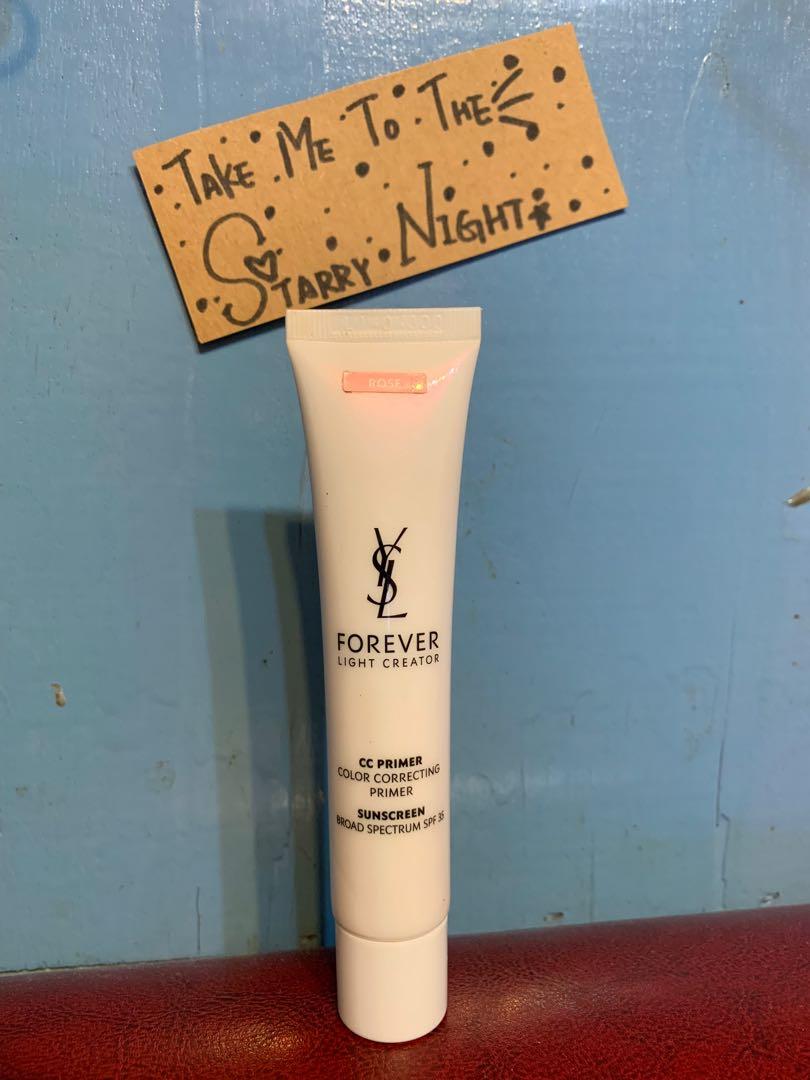 TAKE ME TO THE
STARRY NIGHT
ROSE
YSL
FOREVER
LIGHT CREATOR
CC PRIMER
COLOR CORRECTING
PRIMER
SUNSCREEN
BROAD SPECTRUM SPF 35